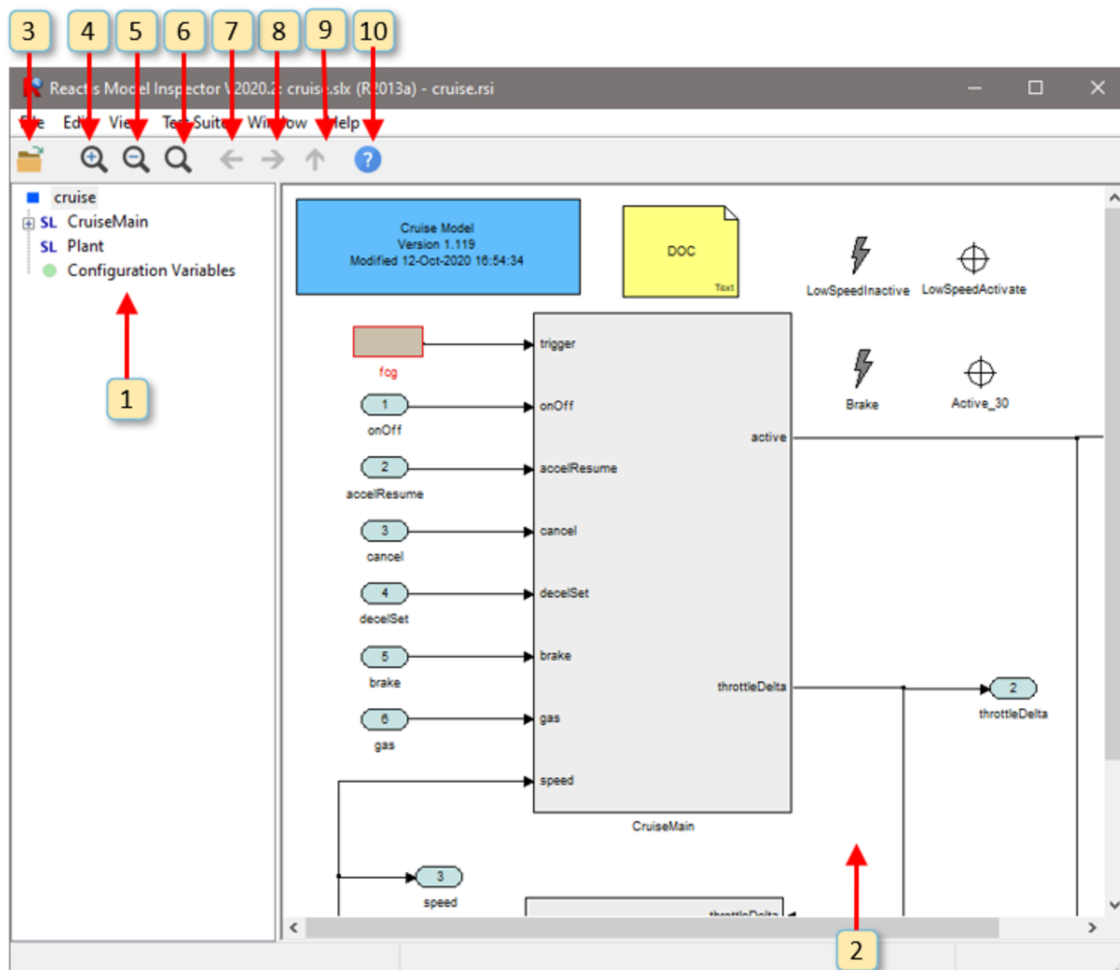 3 4 5 6 7 8 9 10
Reactis Model Inspector V2020.2: cruise.slx (R2013a) - cruise.rsi
File Edit View Test Suite Window Help
cruise
SL CruiseMain
SL Plant
Configuration Variables
1
Cruise Model
Version 1.119
Modified 12-Oct-2020 16:54:34
DOC
Text
LowSpeedInactive
LowSpeedActivate
Brake
Active_30
fcg
trigger
1
onOff
onOff
2
accelResume
accelResume
3
cancel
cancel
4
decelSet
decelSet
5
brake
brake
6
gas
gas
speed
active
throttleDelta
2
throttleDelta
CruiseMain
3
speed
throttleDelta
2